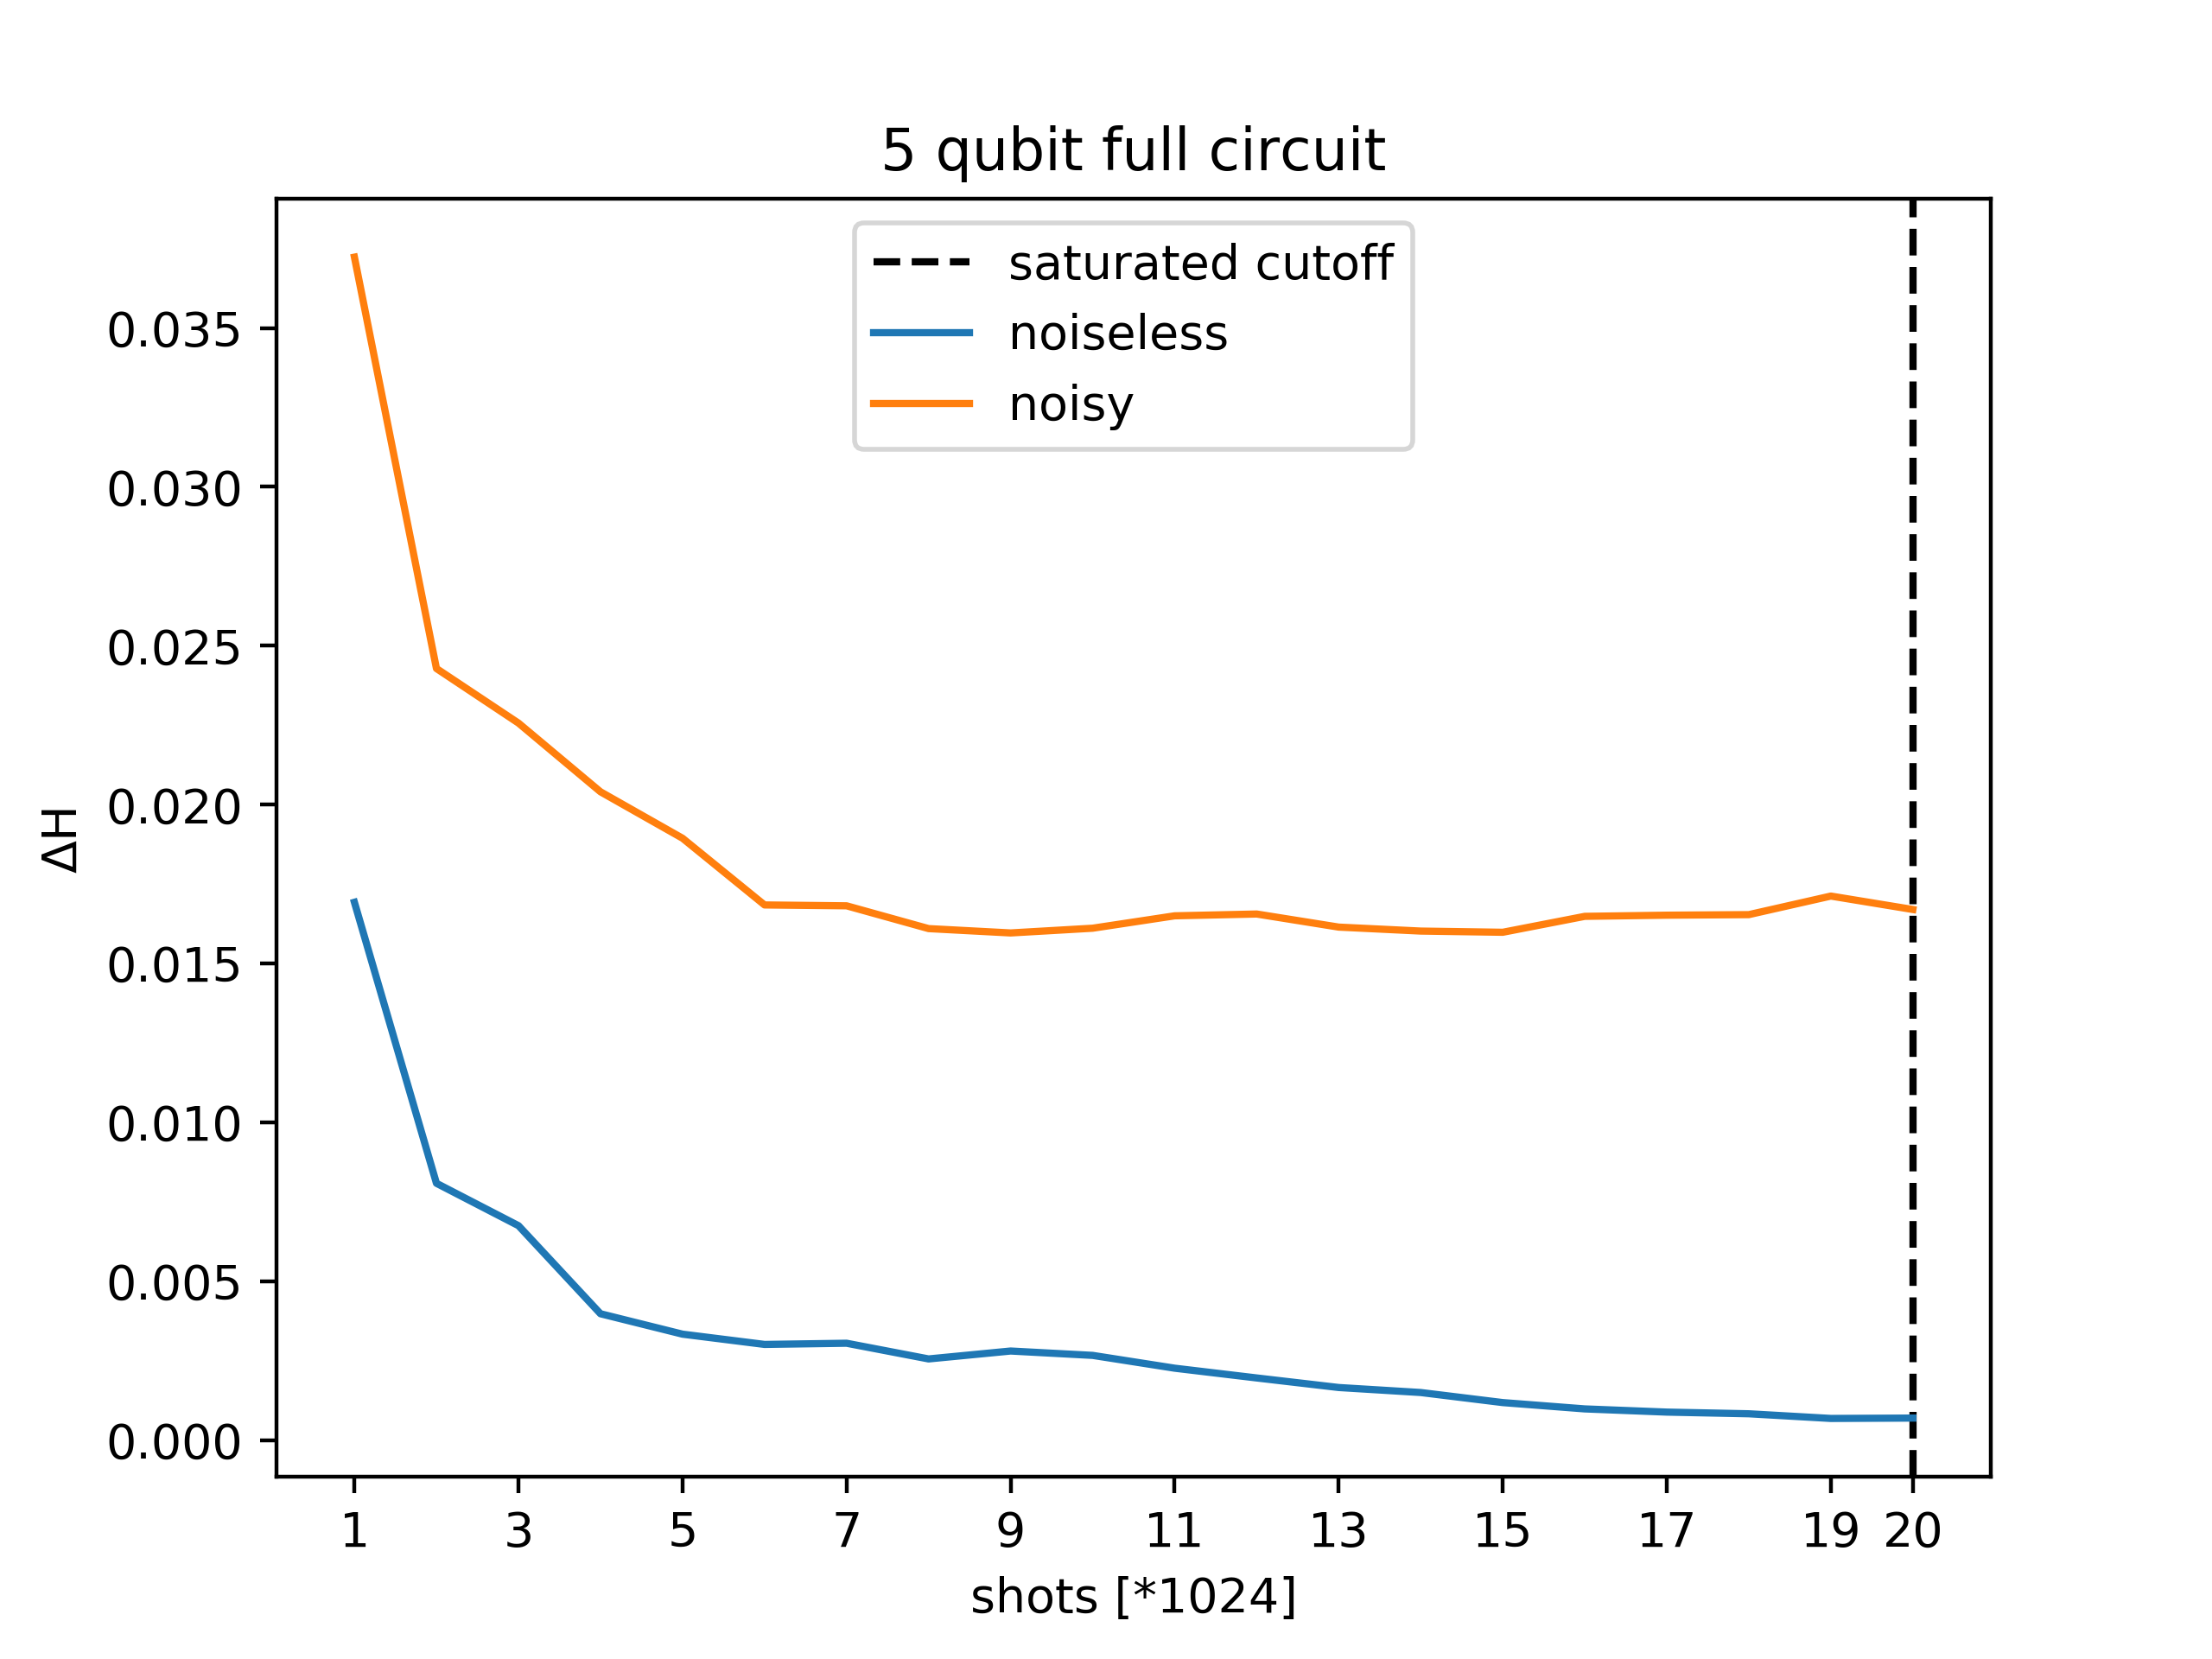 5 qubit full circuit
saturated cutoff
noiseless
noisy
0.035
0.030
0.025
0.020
0.015
0.010
0.005
0.000
ΔH
1 3 5 7 9 11 13 15 17 19 20
shots [*1024]